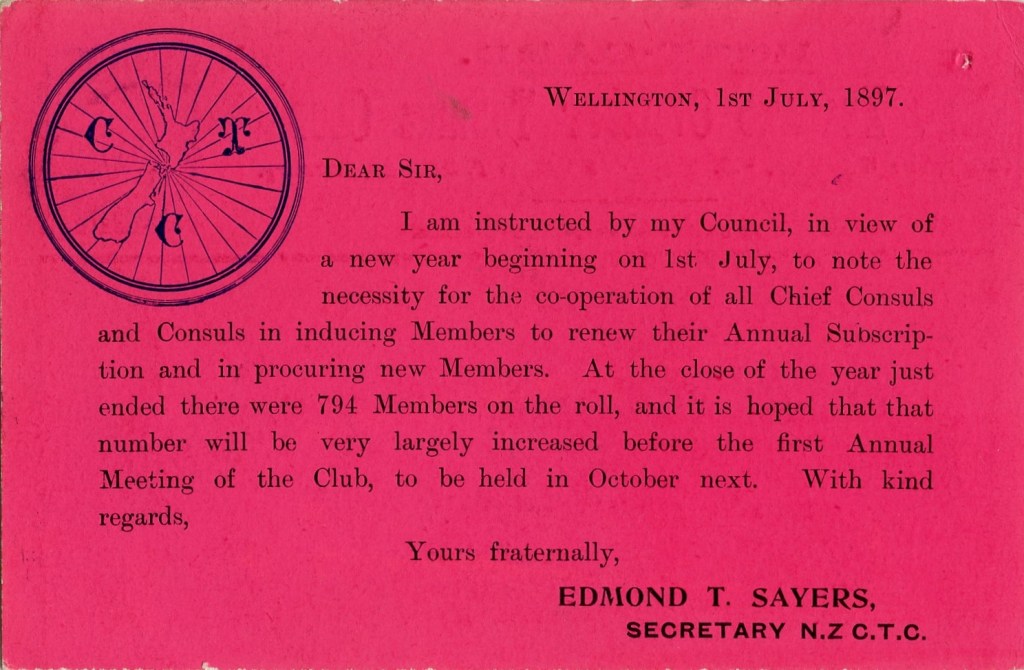 C T C
WELLINGTON, 1ST JULY, 1897.
DEAR SIR,
I am instructed by my Council, in view of
a new year beginning on 1st July, to note the
necessity for the co-operation of all Chief Consuls
and Consuls in inducing Members to renew their Annual Subscrip-
tion and in procuring new Members. At the close of the year just
ended there were 794 Members on the roll, and it is hoped that that
number will be very largely increased before the first Annual
Meeting of the Club, to be held in October next. With kind
regards,
Yours fraternally,
EDMOND T. SAYERS,
SECRETARY N.Z C.T.C.